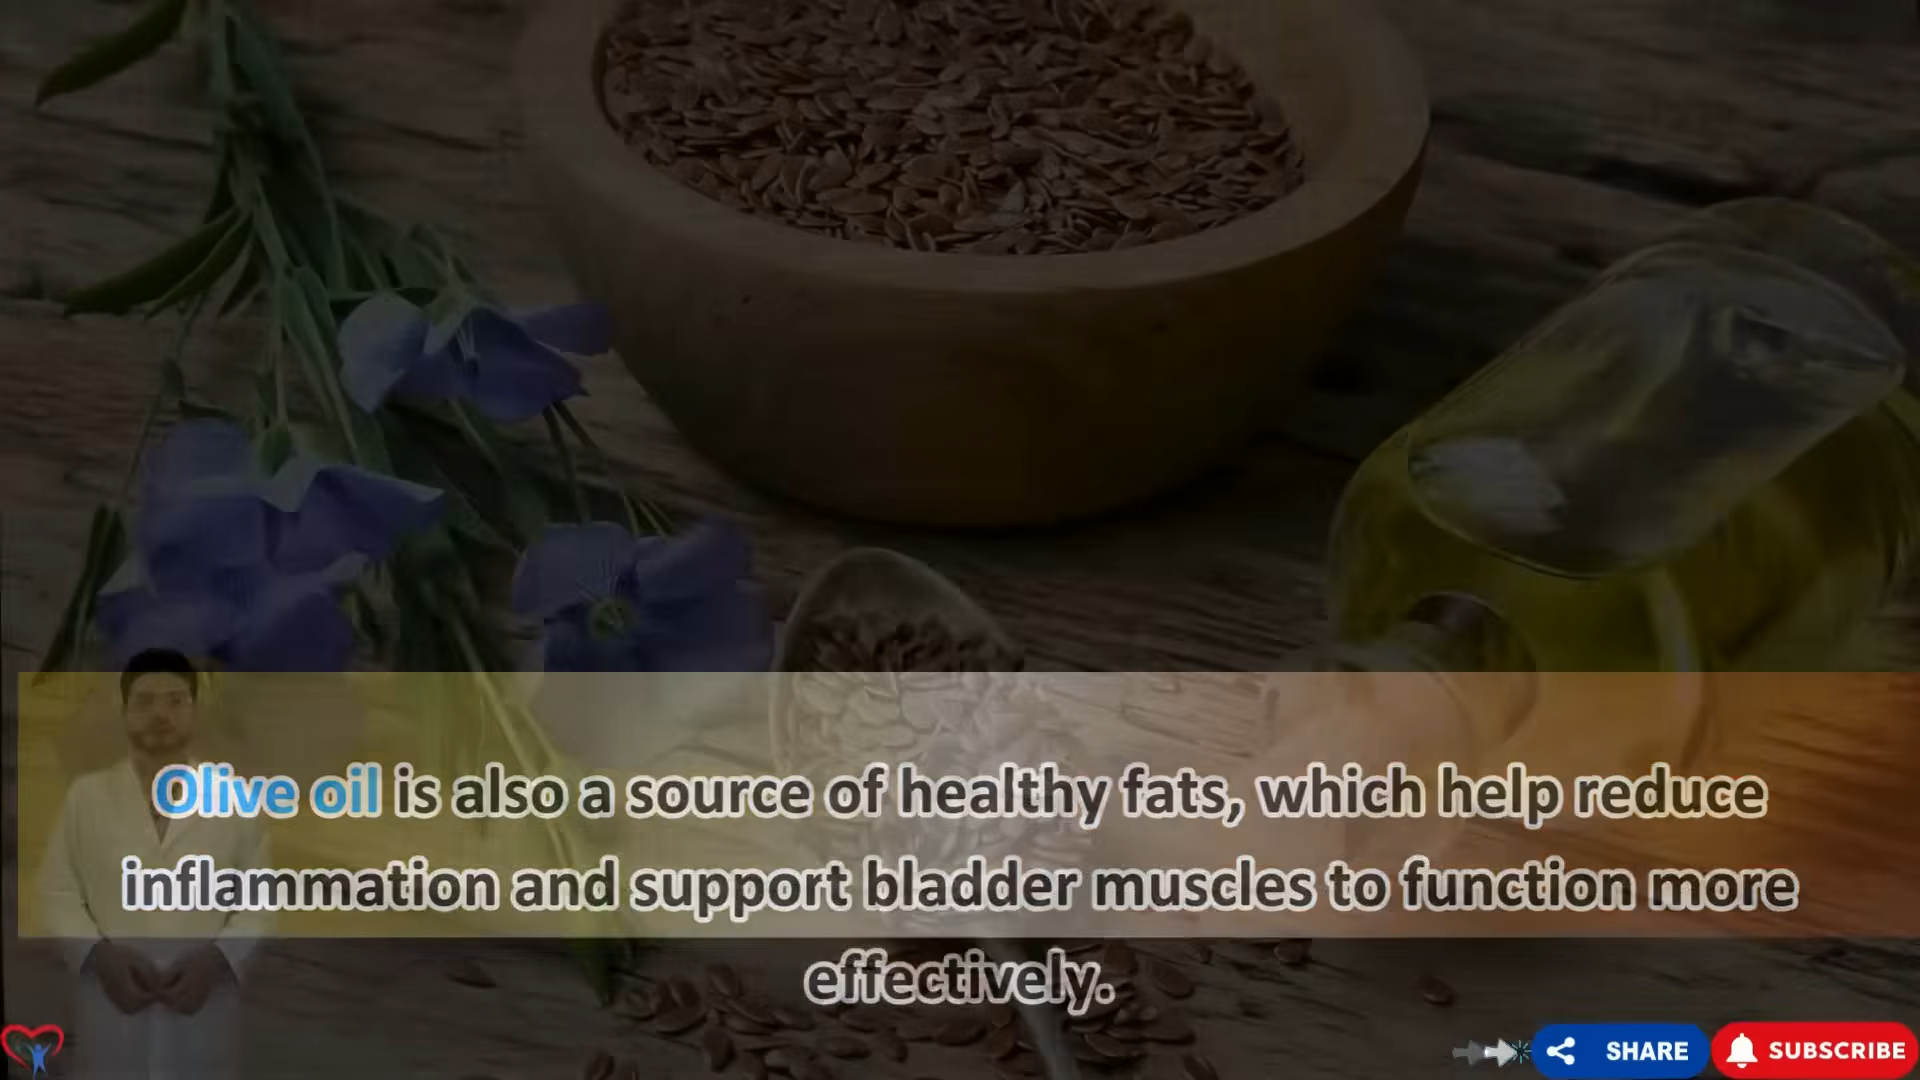 Olive oil is also a source of healthy fats, which help reduce
inflammation and support bladder muscles to function more
effectively.
SHARE
SUBSCRIBE